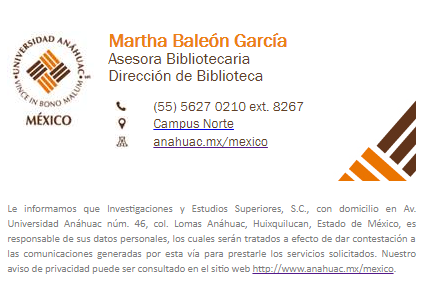 UNIVERSIDAD ANÁHUAC
VINCE IN BONO MALUM
MÉXICO
Martha Baleón García
Asesora Bibliotecaria
Dirección de Biblioteca
(55) 5627 0210 ext. 8267
Campus Norte
anahuac.mx/mexico
Le informamos que Investigaciones y Estudios Superiores, S.C., con domicilio en Av.
Universidad Anáhuac núm. 46, col. Lomas Anáhuac, Huixquilucan, Estado de México, es
responsable de sus datos personales, los cuales serán tratados a efecto de dar contestación a
las comunicaciones generadas por esta vía para prestarle los servicios solicitados. Nuestro
aviso de privacidad puede ser consultado en el sitio web http://www.anahuac.mx/mexico.